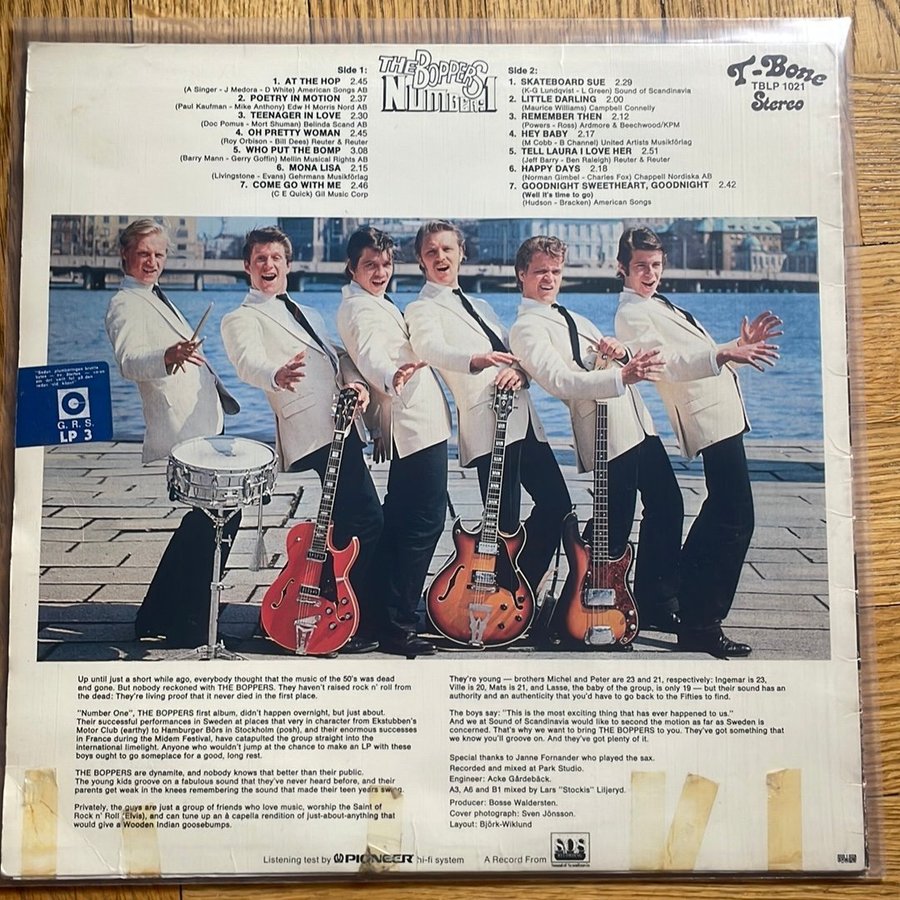 Side 1:
1. AT THE HOP 2.45
(A Singer - J Medora - D White) American Songs AB
2. POETRY IN MOTION 2.37
(Paul Kaufman - Mike Anthony) Edw H Morris Nord AB
3. TEENAGER IN LOVE 2.30
(Doc Pomus - Mort Shuman) Belinda Scand AB
4. OH PRETTY WOMAN 2.45
(Roy Orbison - Bill Dees) Reuter & Reuter
5. WHO PUT THE BOMP 3.08
(Barry Mann - Gerry Goffin) Mellin Musical Rights AB
6. MONA LISA 2.15
(Livingstone - Evans) Gehrmans Musikförlag
7. COME GO WITH ME 2.46
(C E Quick) Gil Music Corp
THE BOPPERS
NUMBER 1
Side 2:
1. SKATEBOARD SUE 2.29
(K-G Lundqvist - L Green) Sound of Scandinavia
2. LITTLE DARLING 2.00
(Maurice Williams) Campbell Connelly
3. REMEMBER THEN 2.12
(Powers - Ross) Ardmore & Beechwood/KPM
4. HEY BABY 2.17
(M Cobb - B Channel) United Artists Musikförlag
5. TELL LAURA I LOVE HER 2.51
(Jeff Barry - Ben Raleigh) Reuter & Reuter
6. HAPPY DAYS 2.18
(Norman Gimbel - Charles Fox) Chappell Nordiska AB
7. GOODNIGHT SWEETHEART, GOODNIGHT 2.42
(Well It's time to go)
(Hudson - Bracken) American Songs
T-Bone
TBLP 1021
Stereo
G. R. S.
LP 3
Up until just a short while ago, everybody thought that the music of the 50's was dead
and gone. But nobody reckoned with THE BOPPERS. They haven't raised rock n' roll from
the dead: They're living proof that it never died in the first place.
"Number One", THE BOPPERS first album, didn't happen overnight, but just about.
Their successful performances in Sweden at places that very in character from Ekstubben's
Motor Club (earthy) to Hamburger Börs in Stockholm (posh), and their enormous successes
in France during the Midem Festival, have catapulted the group straight into the
international limelight. Anyone who wouldn't jump at the chance to make an LP with these
boys ought to go someplace for a good, long rest.
THE BOPPERS are dynamite, and nobody knows that better than their public.
The young kids groove on a fabulous sound that they've never heard before, and their
parents get weak in the knees remembering the sound that made their teen years swing.
Privately, the guys are just a group of friends who love music, worship the Saint of
Rock n' Roll (Elvis), and can tune up an à capella rendition of just-about-anything that
would give a Wooden Indian goosebumps.
They're young — brothers Michel and Peter are 23 and 21, respectively: Ingemar is 23,
Ville is 20, Mats is 21, and Lasse, the baby of the group, is only 19 — but their sound has an
authority and an authenticity that you'd have to go back to the Fifties to find.
The boys say: "This is the most exciting thing that has ever happened to us."
And we at Sound of Scandinavia would like to second the motion as far as Sweden is
concerned. That's why we want to bring THE BOPPERS to you. They've got something that
we know you'll groove on. And they've got plenty of it.
Special thanks to Janne Fornander who played the sax.
Recorded and mixed at Park Studio.
Engineer: Acke Gårdebäck.
A3, A6 and B1 mixed by Lars "Stockis" Liljeryd.
Producer: Bosse Waldersten.
Cover photograph: Sven Jönsson.
Layout: Björk-Wiklund
Listening test by PIONEER hi-fi system
A Record From SOS
Sound of Scandinavia